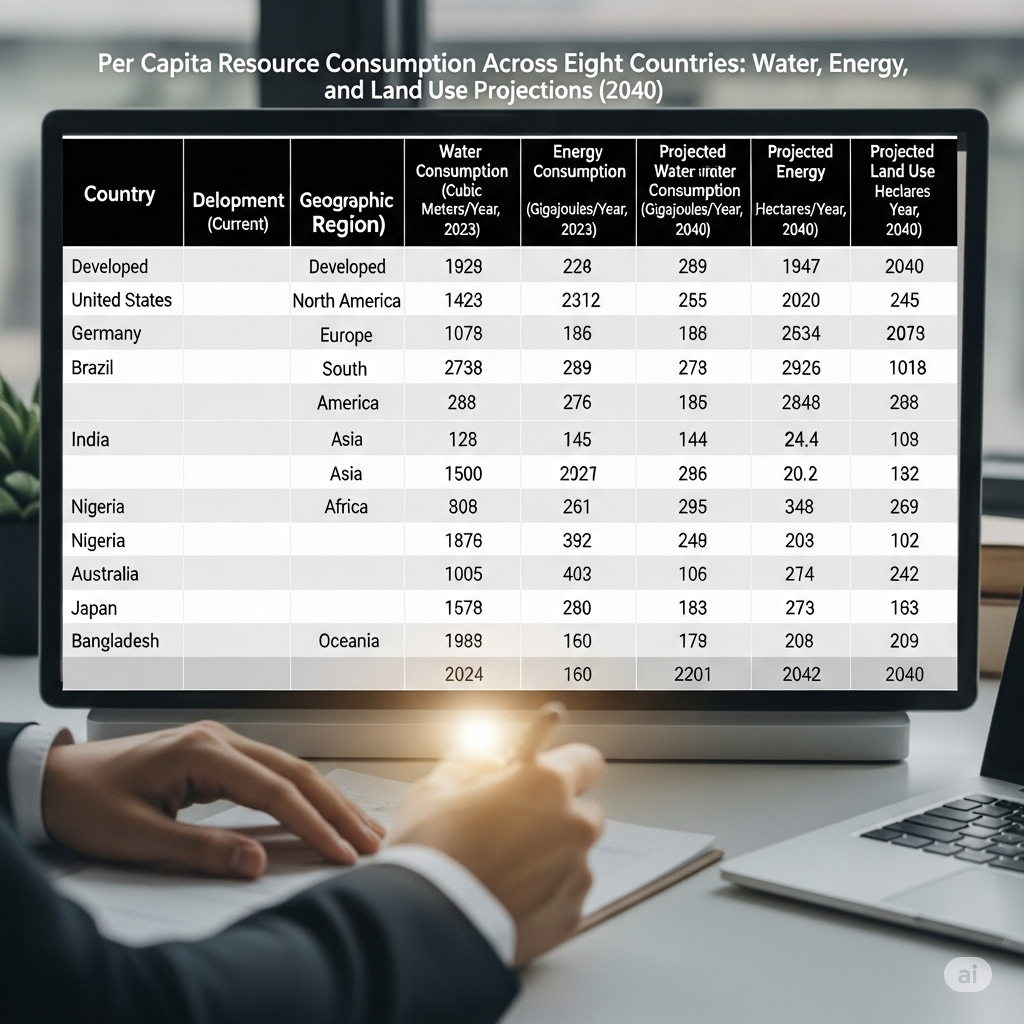 Per Capita Resource Consumption Across Eight Countries: Water, Energy,
and Land Use Projections (2040)
Country
Delopment
(Current)
Geographic
Region)
Water
Consumption
(Cubic
Meters/Year,
2023)
Energy
Consumption
(Gigajoules/Year,
2023)
Projected
Water
Consumption
(Gigajoules/Year,
2040)
Projected
Energy
Hectares/Year,
2040)
Projected
Land Use
Heclares
Year,
2040)
Developed Developed 1929 228 289 1947 2040
United States North America 1423 2312 255 2020 245
Germany Europe 1078 186 186 2634 2073
Brazil South 2738 289 273 2926 1018
America 288 276 185 2848 288
India Asia 128 145 144 24.4 108
Asia 1500 2927 286 20.2 132
Nigeria Africa 808 261 295 348 269
Nigeria 1876 392 249 203 102
Australia 1005 403 106 274 242
Japan 1578 280 183 273 163
Bangladesh Oceania 1989 160 178 208 209
2024 160 2201 2042 2040
ai